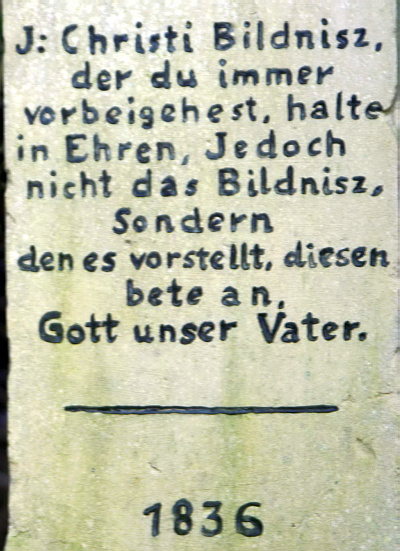 J: Christi Bildnisz,
der du immer
vorbeigehest, halte
in Ehren, Jedoch
nicht das Bildnisz,
Sondern
den es vorstellt, diesen
bete an,
Gott unser Vater.
1836